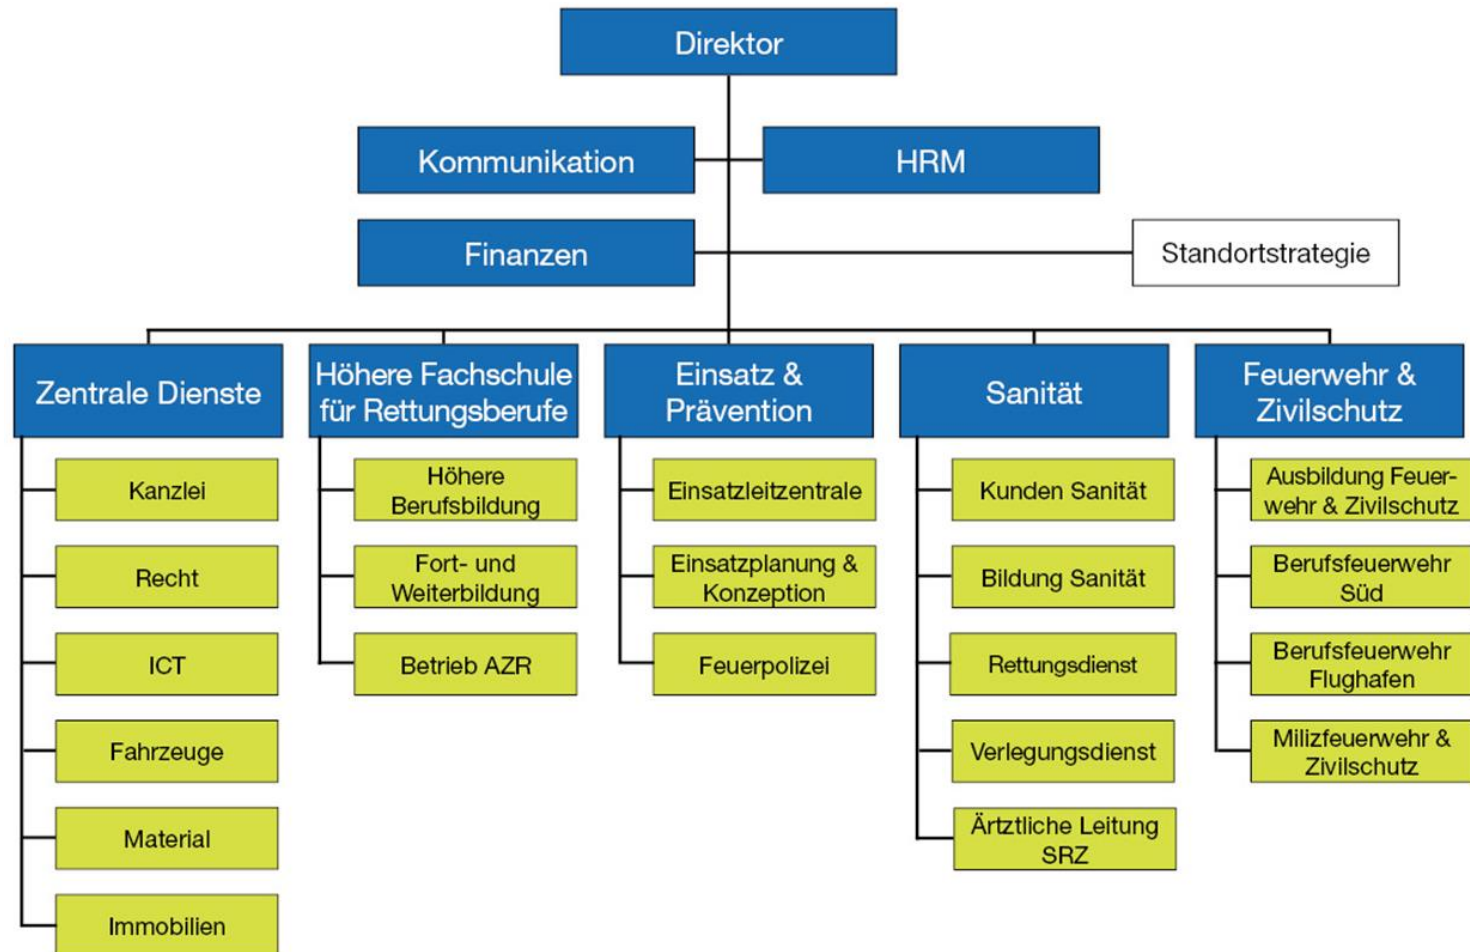 Direktor
Kommunikation
HRM
Finanzen
Standortstrategie
Zentrale Dienste
Höhere Fachschule
für Rettungsberufe
Einsatz &
Prävention
Sanität
Feuerwehr &
Zivilschutz
Kanzlei
Recht
ICT
Fahrzeuge
Material
Immobilien
Höhere
Berufsbildung
Fort- und
Weiterbildung
Betrieb AZR
Einsatzleitzentrale
Einsatzplanung &
Konzeption
Feuerpolizei
Kunden Sanität
Bildung Sanität
Rettungsdienst
Verlegungsdienst
Ärtztliche Leitung
SRZ
Ausbildung Feuer-
wehr & Zivilschutz
Berufsfeuerwehr
Süd
Berufsfeuerwehr
Flughafen
Milizfeuerwehr &
Zivilschutz